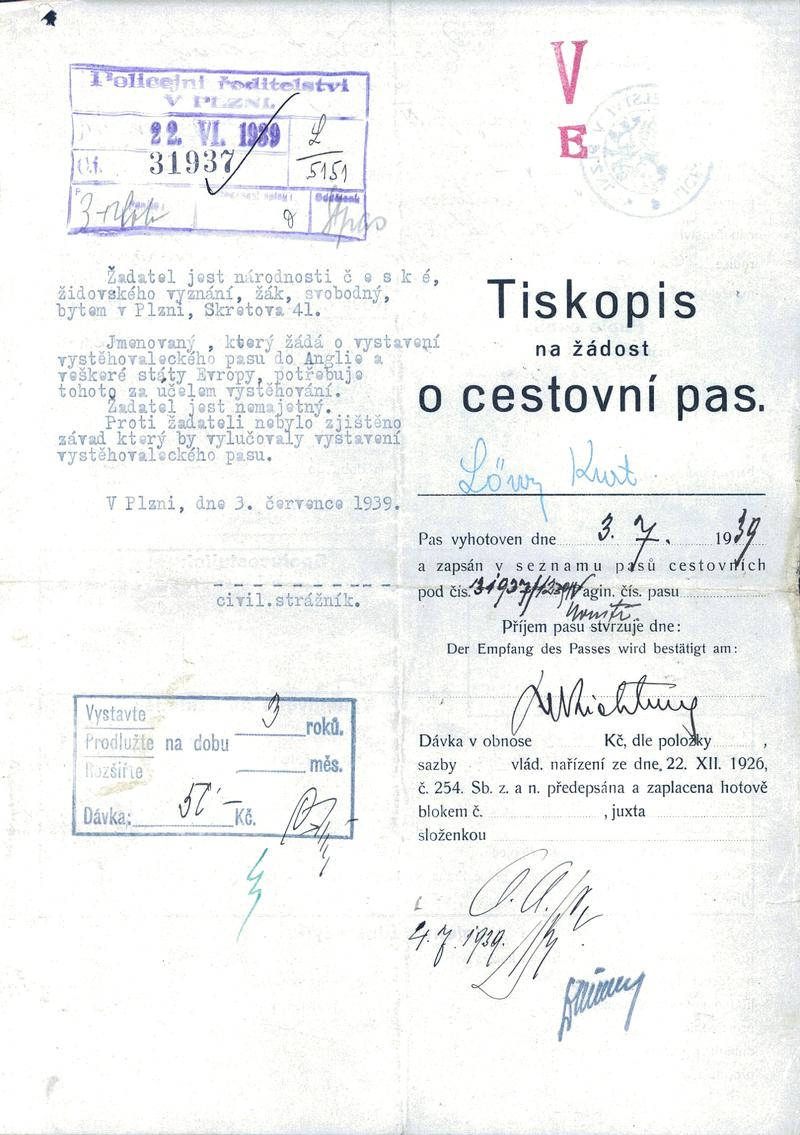 Policejní ředitelství
V PLZNI.
22. VI. 1939
Čj. 31937
5151
V
E
Žadatel jest národnosti č e s k é,
židovského vyznání, žák, svobodný,
bytem v Plzni, Skretova 41.
Jmenovaný , který žádá o vystavení
vystěhovaleckého pasu do Anglie a
veškeré státy Evropy, potřebuje
tohoto za účelem vystěhování.
Žadatel jest nemajetný.
Proti žadateli nebylo zjištěno
závad který by vylučovaly vystavení
vystěhovaleckého pasu.
V Plzni, dne 3. července 1939.
civil.strážník.
Vystavte
Prodlužte na dobu 3 roků.
Rozšiřte měs.
Dávka: 50 — Kč.
Tiskopis
na žádost
o cestovní pas.
Löwy Kurt
Pas vyhotoven dne 3. 7. 1939
a zapsán v seznamu pasů cestovních
pod čís. 31937 Vagin. čís. pasu
Příjem pasu stvrzuje dne:
Der Empfang des Passes wird bestätigt am:
Dávka v obnose Kč, dle položky ,
sazby vlád. nařízení ze dne 22. XII. 1926,
č. 254. Sb. z. a n. předepsána a zaplacena hotově
blokem č. , juxta
složenkou
4. 7. 1939.